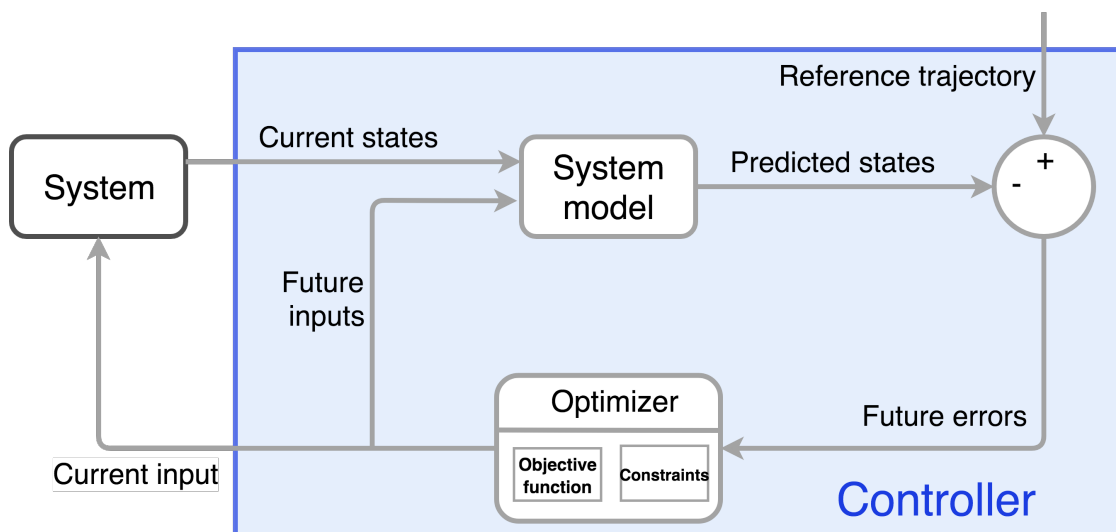 Reference trajectory
Current states
System
System
model
Predicted states
+
-
Future
inputs
Optimizer
Objective
function
Constraints
Future errors
Current input
Controller